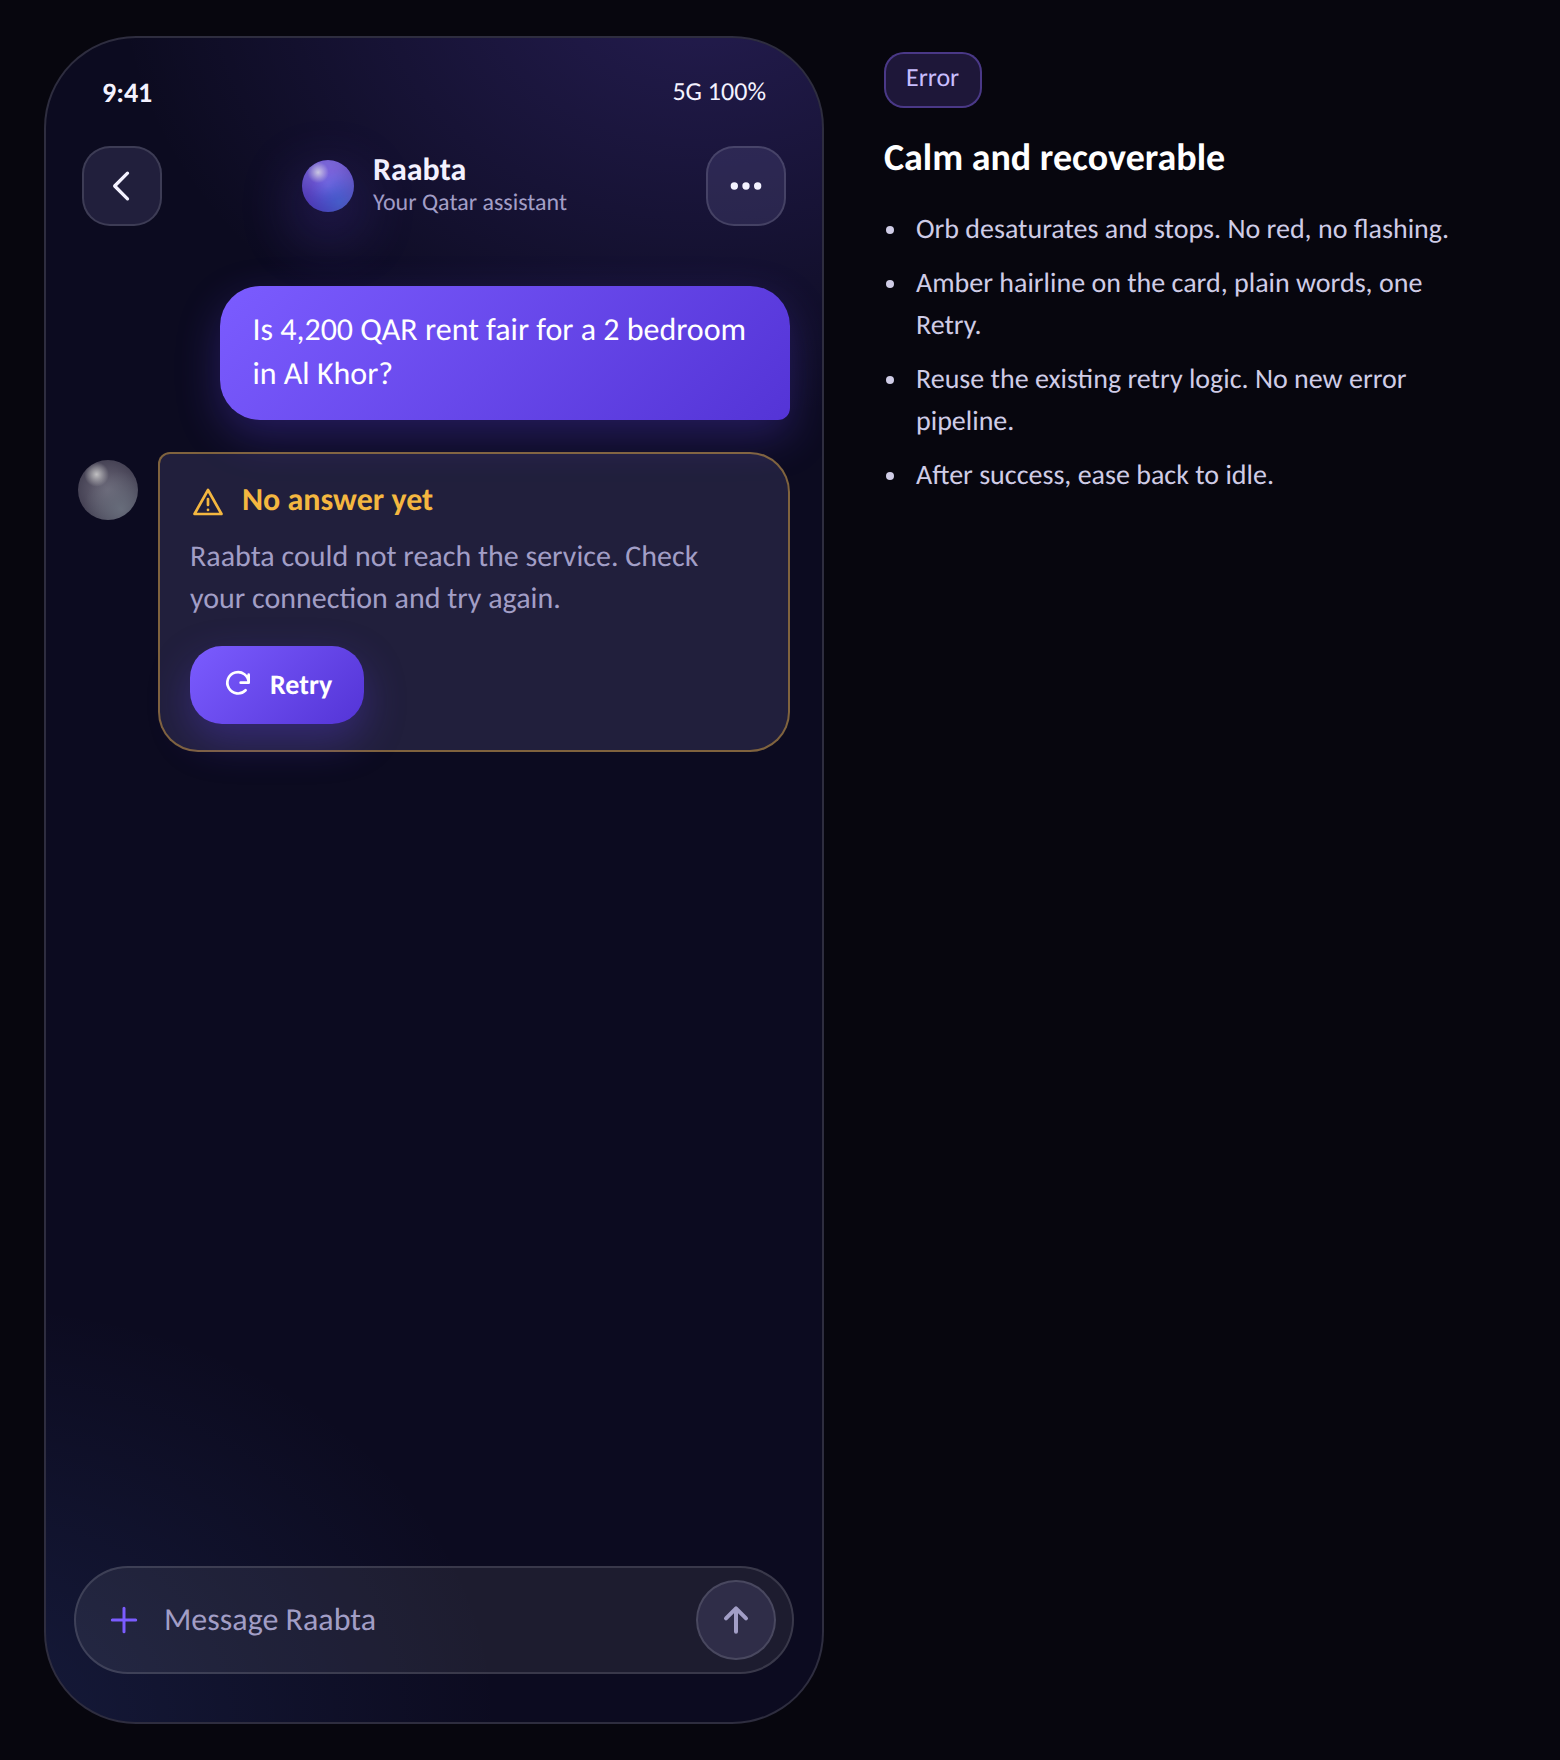 9:41
5G 100%
Raabta
Your Qatar assistant
Is 4,200 QAR rent fair for a 2 bedroom
in Al Khor?
No answer yet
Raabta could not reach the service. Check
your connection and try again.
Retry
Message Raabta
Error
Calm and recoverable
• Orb desaturates and stops. No red, no flashing.
• Amber hairline on the card, plain words, one
Retry.
• Reuse the existing retry logic. No new error
pipeline.
• After success, ease back to idle.